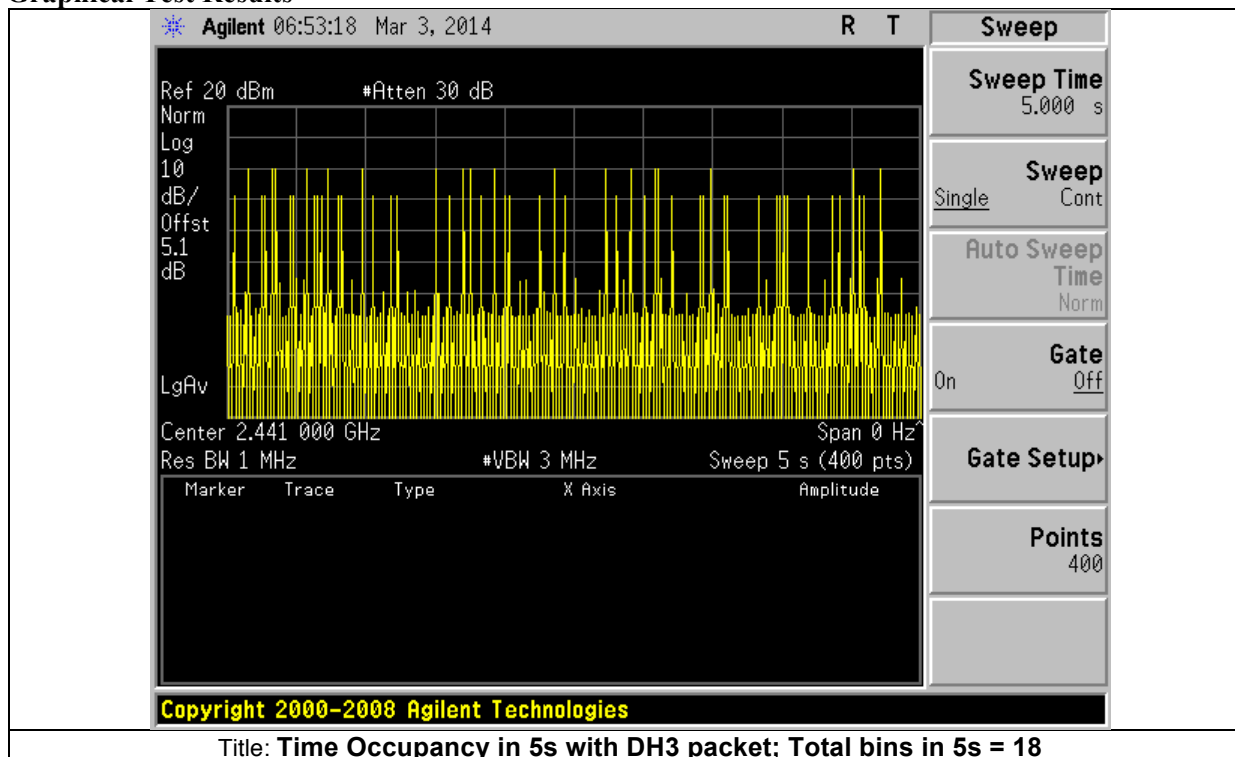 Graphical Test Results
Agilent 06:53:18 Mar 3, 2014 R T
Ref 20 dBm #Atten 30 dB
Norm
Log
10
dB/
Offst
5.1
dB
LgAv
Center 2.441 000 GHz Span 0 Hz^
Res BW 1 MHz #VBW 3 MHz Sweep 5 s (400 pts)
Marker Trace Type X Axis Amplitude
Sweep
Sweep Time
5.000 s
Sweep
Single Cont
Auto Sweep
Time
Norm
Gate
On Off
Gate Setup▸
Points
400
Copyright 2000-2008 Agilent Technologies
Title: Time Occupancy in 5s with DH3 packet; Total bins in 5s = 18